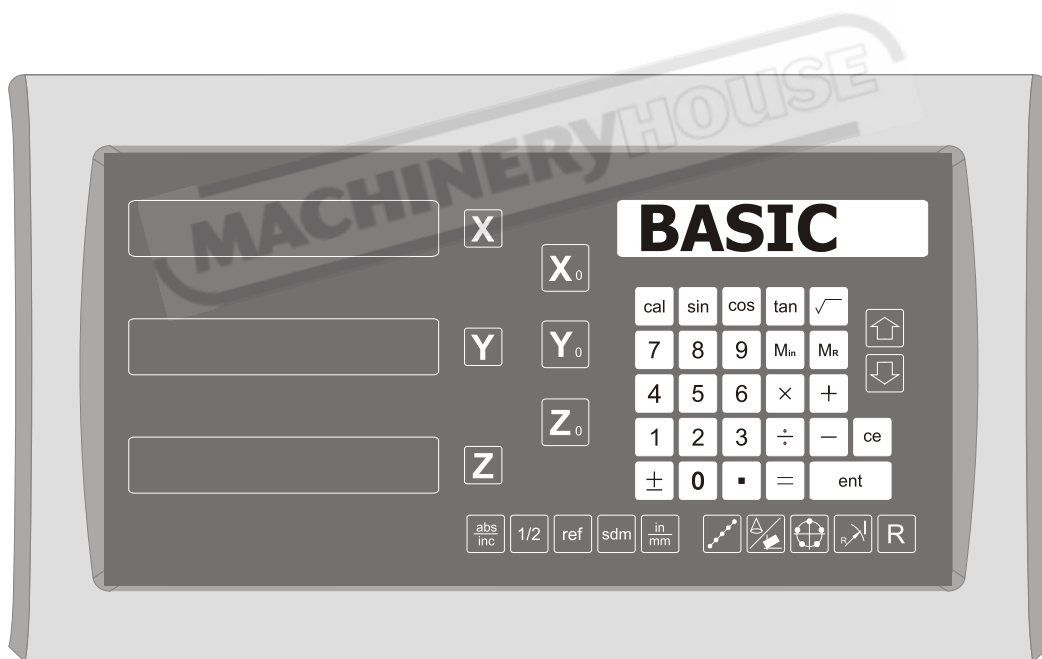 MACHINERYHOUSE
X
BASIC
X0
cal sin cos tan √
Y
Y0
7 8 9 Min MR
4 5 6 × +
Z0
1 2 3 ÷ − ce
Z
± 0 . = ent
abs/inc 1/2 ref sdm in/mm R R